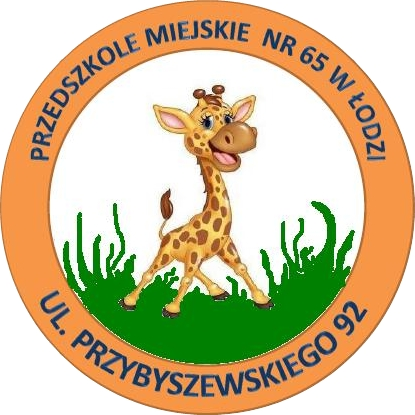 PRZEDSZKOLE MIEJSKIE NR 65 W ŁODZI
UL. PRZYBYSZEWSKIEGO 92